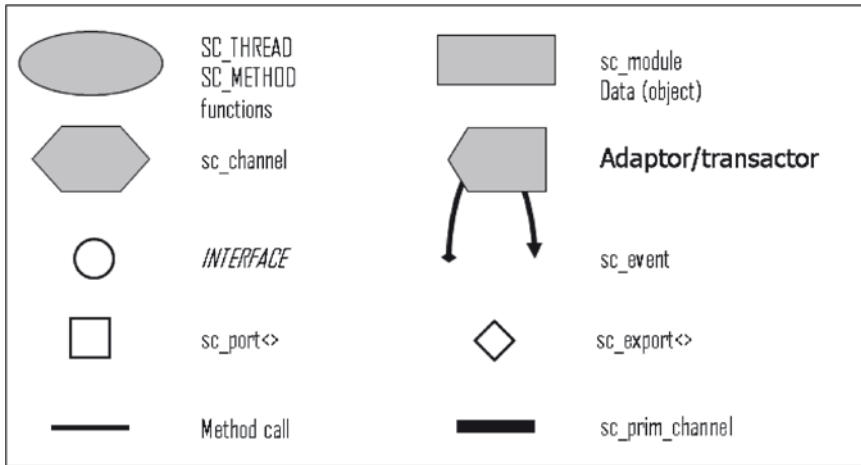 SC_THREAD
SC_METHOD
functions
sc_module
Data (object)
sc_channel
Adaptor/transactor
INTERFACE
sc_event
sc_port<>
sc_export<>
Method call
sc_prim_channel